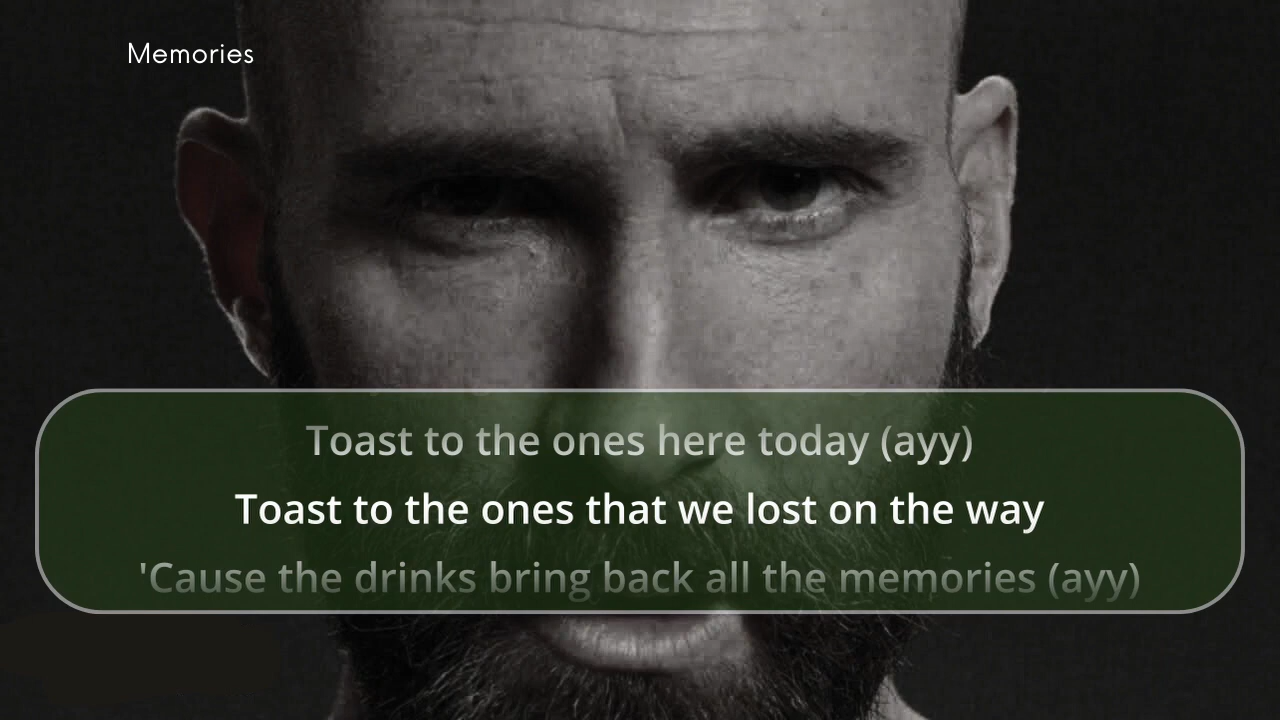 Memories
Toast to the ones here today (ayy)
Toast to the ones that we lost on the way
'Cause the drinks bring back all the memories (ayy)